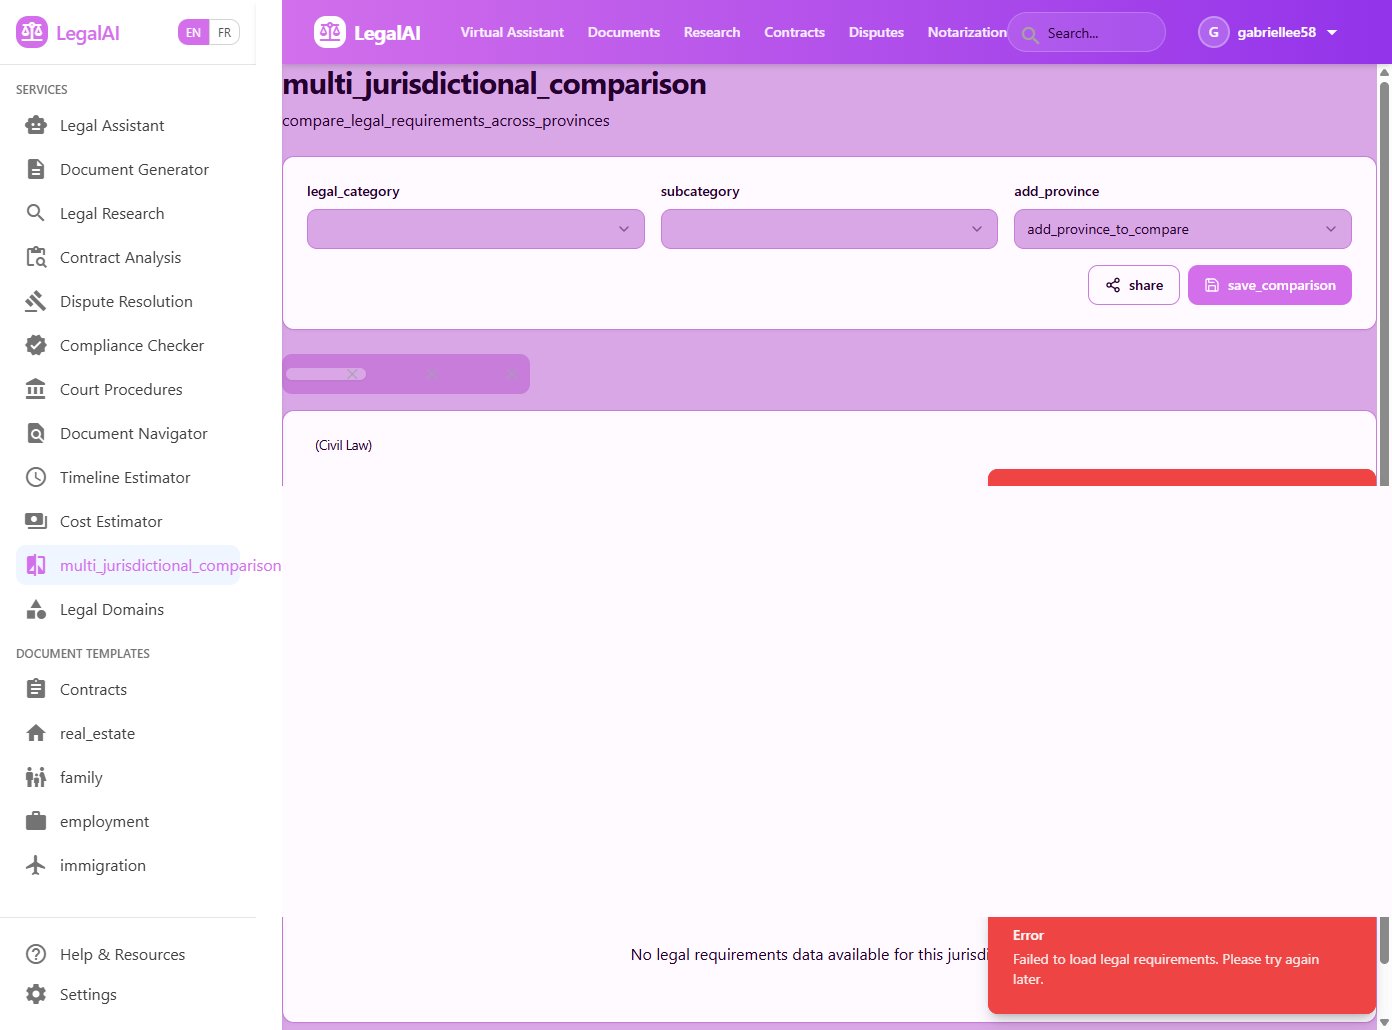 LegalAI
EN FR
SERVICES
Legal Assistant
Document Generator
Legal Research
Contract Analysis
Dispute Resolution
Compliance Checker
Court Procedures
Document Navigator
Timeline Estimator
Cost Estimator
multi_jurisdictional_comparison
Legal Domains
DOCUMENT TEMPLATES
Contracts
real_estate
family
employment
immigration
Help & Resources
Settings
LegalAI
Virtual Assistant Documents Research Contracts Disputes Notarization
Search...
G gabriellee58
multi_jurisdictional_comparison
compare_legal_requirements_across_provinces
legal_category subcategory add_province
add_province_to_compare
share save_comparison
(Civil Law)
No legal requirements data available for this
Error
Failed to load legal requirements. Please try again
later.